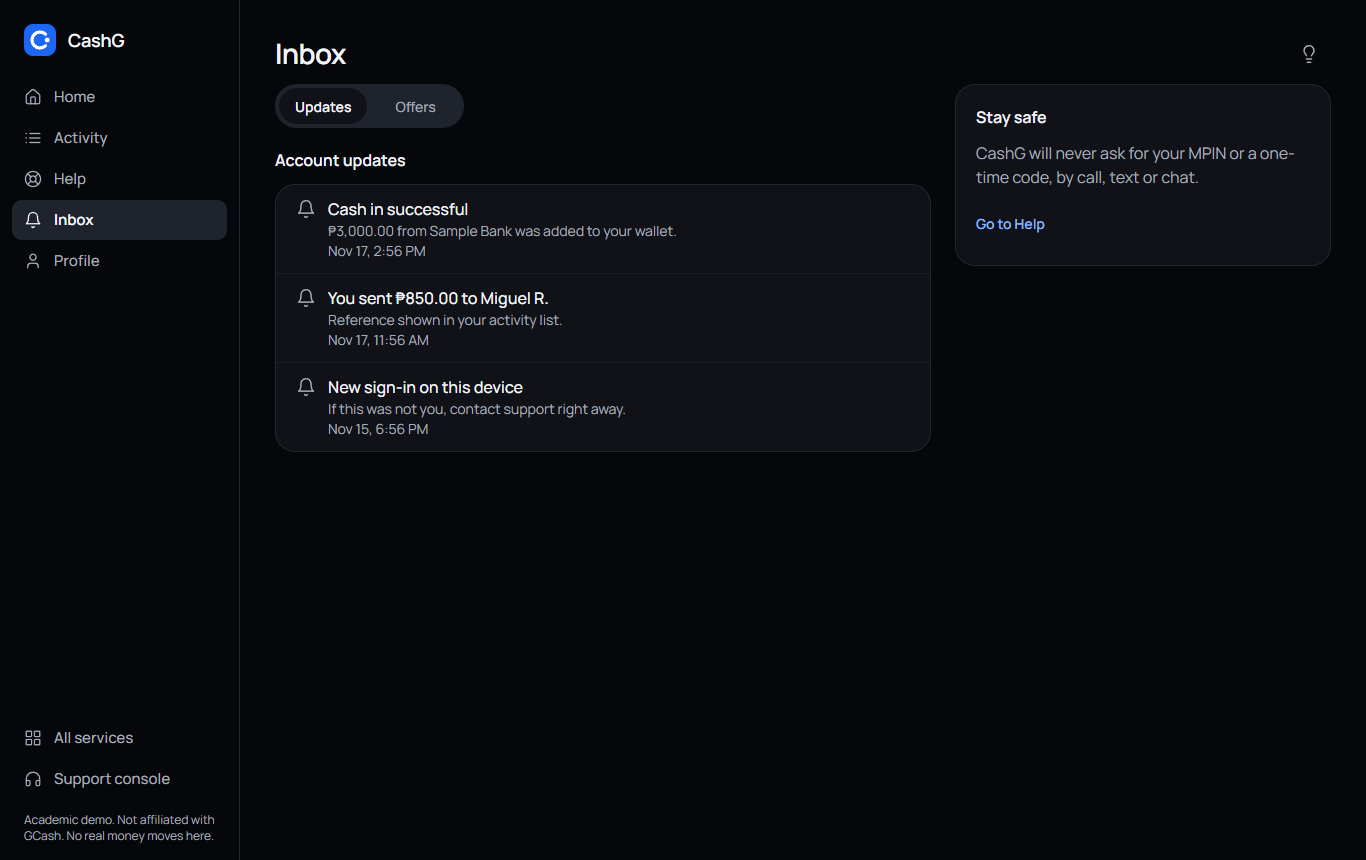 CashG
Home
Activity
Help
Inbox
Profile
All services
Support console
Academic demo. Not affiliated with
GCash. No real money moves here.
Inbox
Updates
Offers
Account updates
Cash in successful
₱3,000.00 from Sample Bank was added to your wallet.
Nov 17, 2:56 PM
You sent ₱850.00 to Miguel R.
Reference shown in your activity list.
Nov 17, 11:56 AM
New sign-in on this device
If this was not you, contact support right away.
Nov 15, 6:56 PM
Stay safe
CashG will never ask for your MPIN or a one-
time code, by call, text or chat.
Go to Help